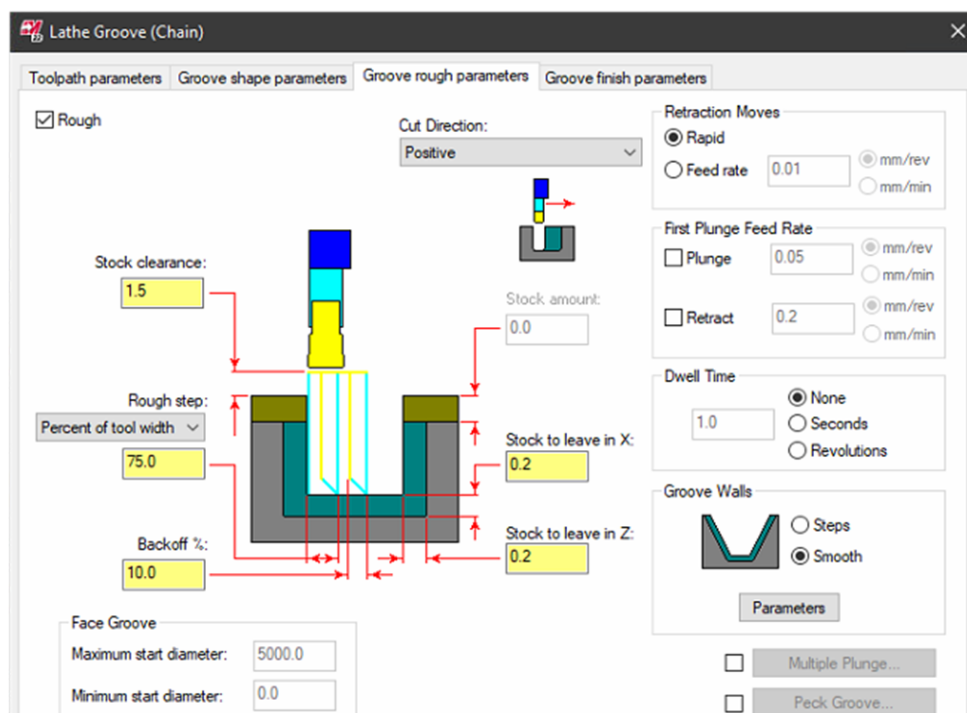 Lathe Groove (Chain)
Toolpath parameters
Groove shape parameters
Groove rough parameters
Groove finish parameters
Rough
Cut Direction:
Positive
Stock clearance:
1.5
Stock amount:
0.0
Rough step:
Percent of tool width
75.0
Stock to leave in X:
0.2
Backoff %:
10.0
Stock to leave in Z:
0.2
Face Groove
Maximum start diameter:
5000.0
Minimum start diameter:
0.0
Retraction Moves
Rapid
Feed rate
0.01
mm/rev
mm/min
First Plunge Feed Rate
Plunge
0.05
mm/rev
mm/min
Retract
0.2
mm/rev
mm/min
Dwell Time
1.0
None
Seconds
Revolutions
Groove Walls
Steps
Smooth
Parameters
Multiple Plunge...
Peck Groove...